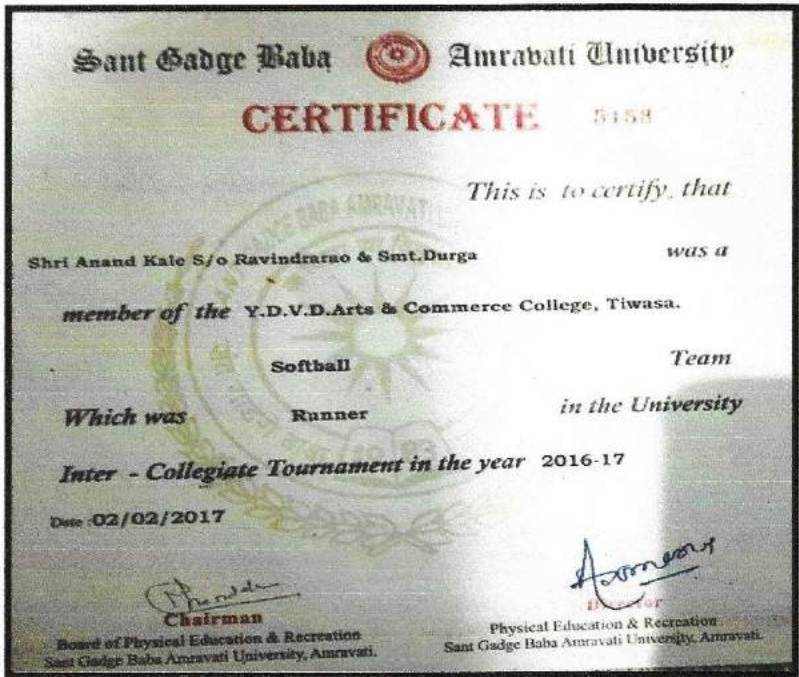 Sant Gadge Baba Amravati University
CERTIFICATE 5158
This is to certify, that
Shri Anand Kale S/o Ravindrarao & Smt.Durga was a
member of the Y.D.V.D.Arts & Commerce College, Tiwasa.
Softball Team
Which was Runner in the University
Inter - Collegiate Tournament in the year 2016-17
Date :02/02/2017
Chairman
Director
Board of Physical Education & Recreation
Physical Education & Recreation
Sant Gadge Baba Amravati University, Amravati.
Sant Gadge Baba Amravati University, Amravati.